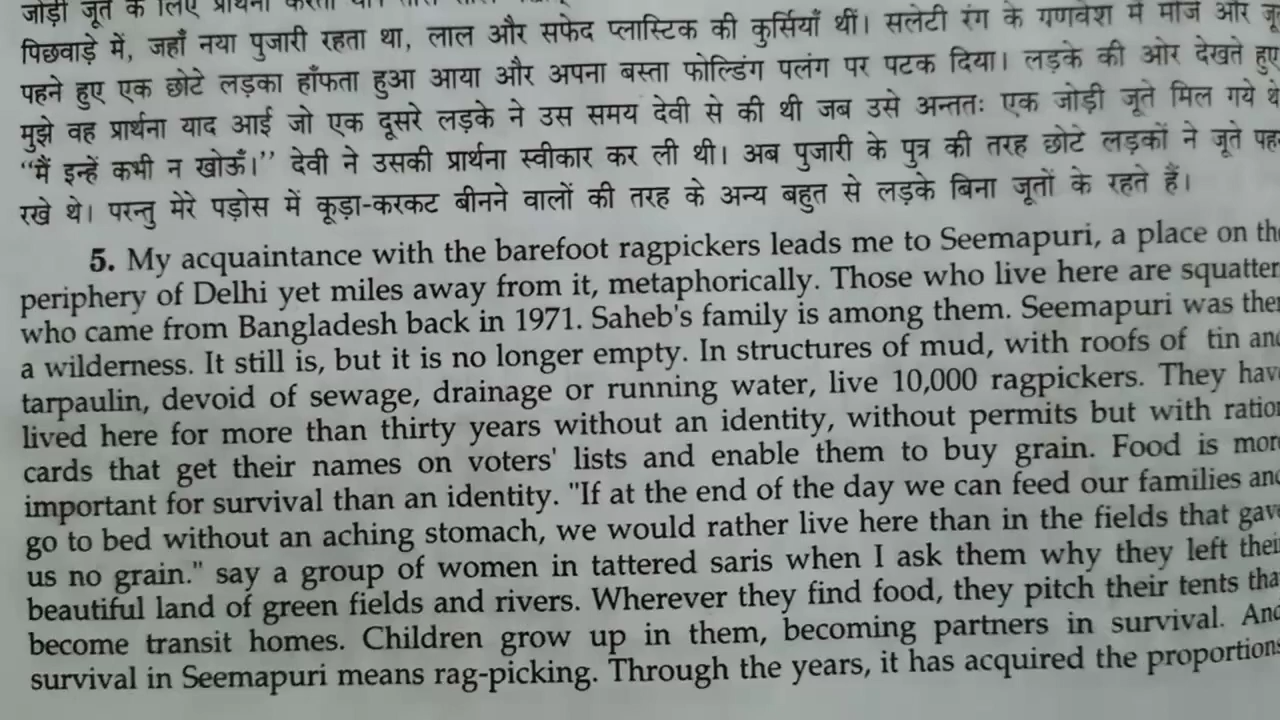 जोड़ी जूते के लिए प्रार्थना करता था।
पिछवाड़े में, जहाँ नया पुजारी रहता था, लाल और सफेद प्लास्टिक की कुर्सियाँ थीं। सलेटी रंग के गणवेश में मोजे और
पहने हुए एक छोटे लड़का हाँफता हुआ आया और अपना बस्ता फोल्डिंग पलंग पर पटक दिया। लड़के की ओर देखते हुए
मुझे वह प्रार्थना याद आई जो एक दूसरे लड़के ने उस समय देवी से की थी जब उसे अन्ततः एक जोड़ी जूते मिल गये थे
“मैं इन्हें कभी न खोऊँ।” देवी ने उसकी प्रार्थना स्वीकार कर ली थी। अब पुजारी के पुत्र की तरह छोटे लड़कों ने जूते पह
रखे थे। परन्तु मेरे पड़ोस में कूड़ा-करकट बीनने वालों की तरह के अन्य बहुत से लड़के बिना जूतों के रहते हैं।
5. My acquaintance with the barefoot ragpickers leads me to Seemapuri, a place on the
periphery of Delhi yet miles away from it, metaphorically. Those who live here are squatter
who came from Bangladesh back in 1971. Saheb's family is among them. Seemapuri was then
a wilderness. It still is, but it is no longer empty. In structures of mud, with roofs of tin and
tarpaulin, devoid of sewage, drainage or running water, live 10,000 ragpickers. They have
lived here for more than thirty years without an identity, without permits but with ration
cards that get their names on voters' lists and enable them to buy grain. Food is more
important for survival than an identity. "If at the end of the day we can feed our families and
go to bed without an aching stomach, we would rather live here than in the fields that gave
us no grain." say a group of women in tattered saris when I ask them why they left their
beautiful land of green fields and rivers. Wherever they find food, they pitch their tents that
become transit homes. Children grow up in them, becoming partners in survival. And
survival in Seemapuri means rag-picking. Through the years, it has acquired the proportions